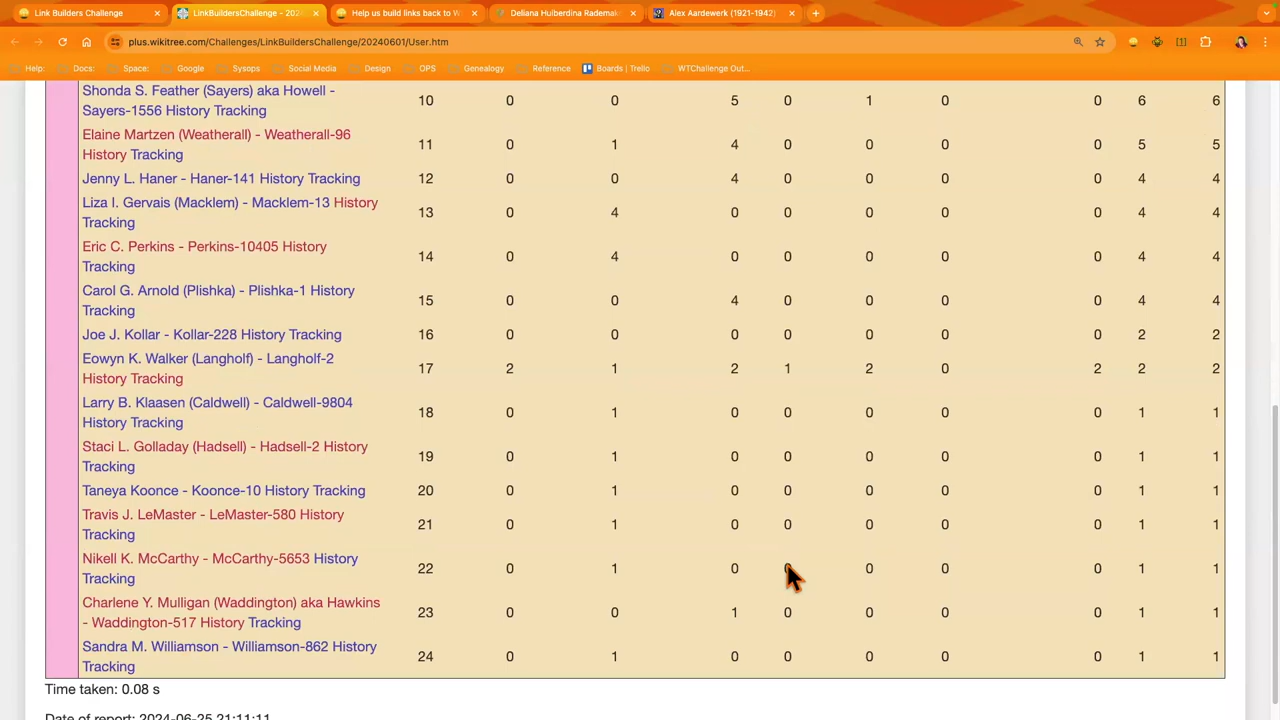 Link Builders Challenge
LinkBuildersChallenge - 202
Help us build links back to W
Deliana Huiberdina Rademak
Alex Aardewerk (1921-1942)
plus.wikitree.com/Challenges/LinkBuildersChallenge/20240601/User.htm
Help: Docs: Space: Google Sysops Social Media Design OPS Genealogy Reference Boards | Trello WTChallenge Out...
Shonda S. Feather (Sayers) aka Howell -
Sayers-1556 History Tracking
10 0 0 5 0 1 0 0 6 6
Elaine Martzen (Weatherall) - Weatherall-96
History Tracking
11 0 1 4 0 0 0 0 5 5
Jenny L. Haner - Haner-141 History Tracking 12 0 0 4 0 0 0 0 4 4
Liza I. Gervais (Macklem) - Macklem-13 History
Tracking
13 0 4 0 0 0 0 0 4 4
Eric C. Perkins - Perkins-10405 History
Tracking
14 0 4 0 0 0 0 0 4 4
Carol G. Arnold (Plishka) - Plishka-1 History
Tracking
15 0 0 4 0 0 0 0 4 4
Joe J. Kollar - Kollar-228 History Tracking 16 0 0 0 0 0 0 0 2 2
Eowyn K. Walker (Langholf) - Langholf-2
History Tracking
17 2 1 2 1 2 0 2 2 2
Larry B. Klaasen (Caldwell) - Caldwell-9804
History Tracking
18 0 1 0 0 0 0 0 1 1
Staci L. Golladay (Hadsell) - Hadsell-2 History
Tracking
19 0 1 0 0 0 0 0 1 1
Taneya Koonce - Koonce-10 History Tracking 20 0 1 0 0 0 0 0 1 1
Travis J. LeMaster - LeMaster-580 History
Tracking
21 0 1 0 0 0 0 0 1 1
Nikell K. McCarthy - McCarthy-5653 History
Tracking
22 0 1 0 0 0 0 0 1 1
Charlene Y. Mulligan (Waddington) aka Hawkins
- Waddington-517 History Tracking
23 0 0 1 0 0 0 0 1 1
Sandra M. Williamson - Williamson-862 History
Tracking
24 0 1 0 0 0 0 0 1 1
Time taken: 0.08 s
Date of report: 2024-06-25 21:11:11